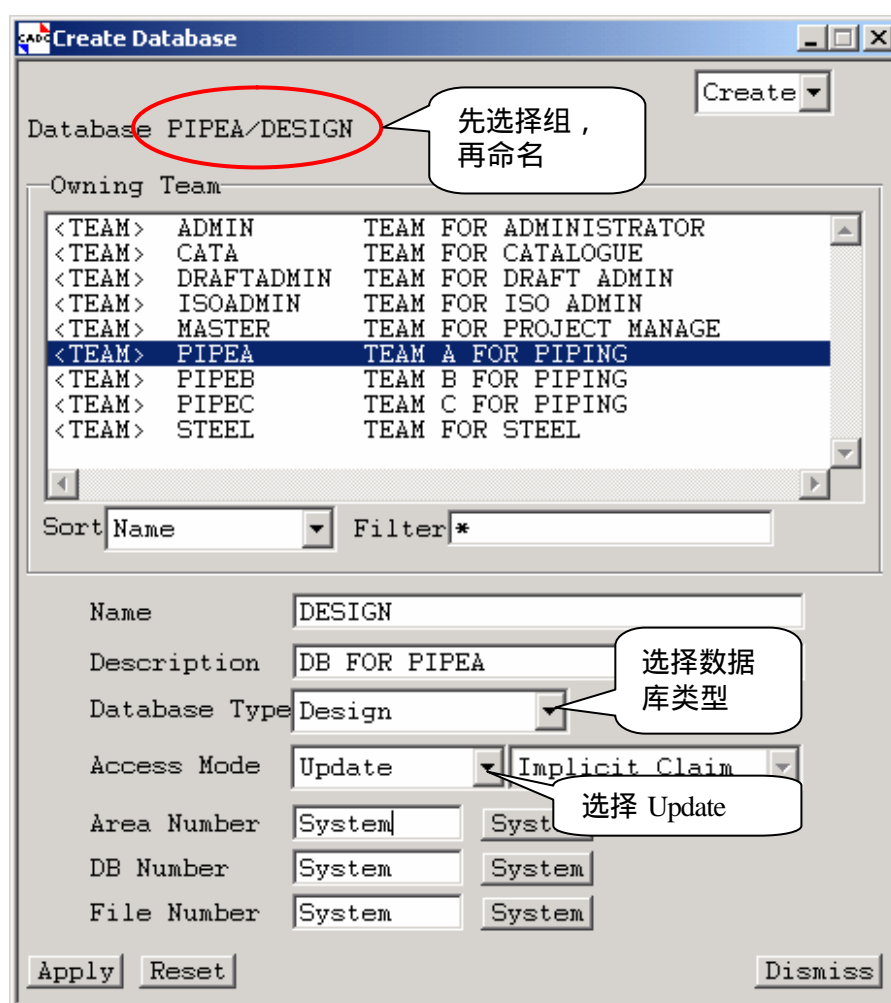 CADC Create Database
Create
Database PIPEA/DESIGN
先选择组，
再命名
Owning Team
<TEAM> ADMIN TEAM FOR ADMINISTRATOR
<TEAM> CATA TEAM FOR CATALOGUE
<TEAM> DRAFTADMIN TEAM FOR DRAFT ADMIN
<TEAM> ISOADMIN TEAM FOR ISO ADMIN
<TEAM> MASTER TEAM FOR PROJECT MANAGE
<TEAM> PIPEA TEAM A FOR PIPING
<TEAM> PIPEB TEAM B FOR PIPING
<TEAM> PIPEC TEAM C FOR PIPING
<TEAM> STEEL TEAM FOR STEEL
Sort Name Filter *
Name DESIGN
Description DB FOR PIPEA
选择数据
库类型
Database Type Design
Access Mode Update Implicit Claim
选择 Update
Area Number System Syst
DB Number System System
File Number System System
Apply Reset Dismiss